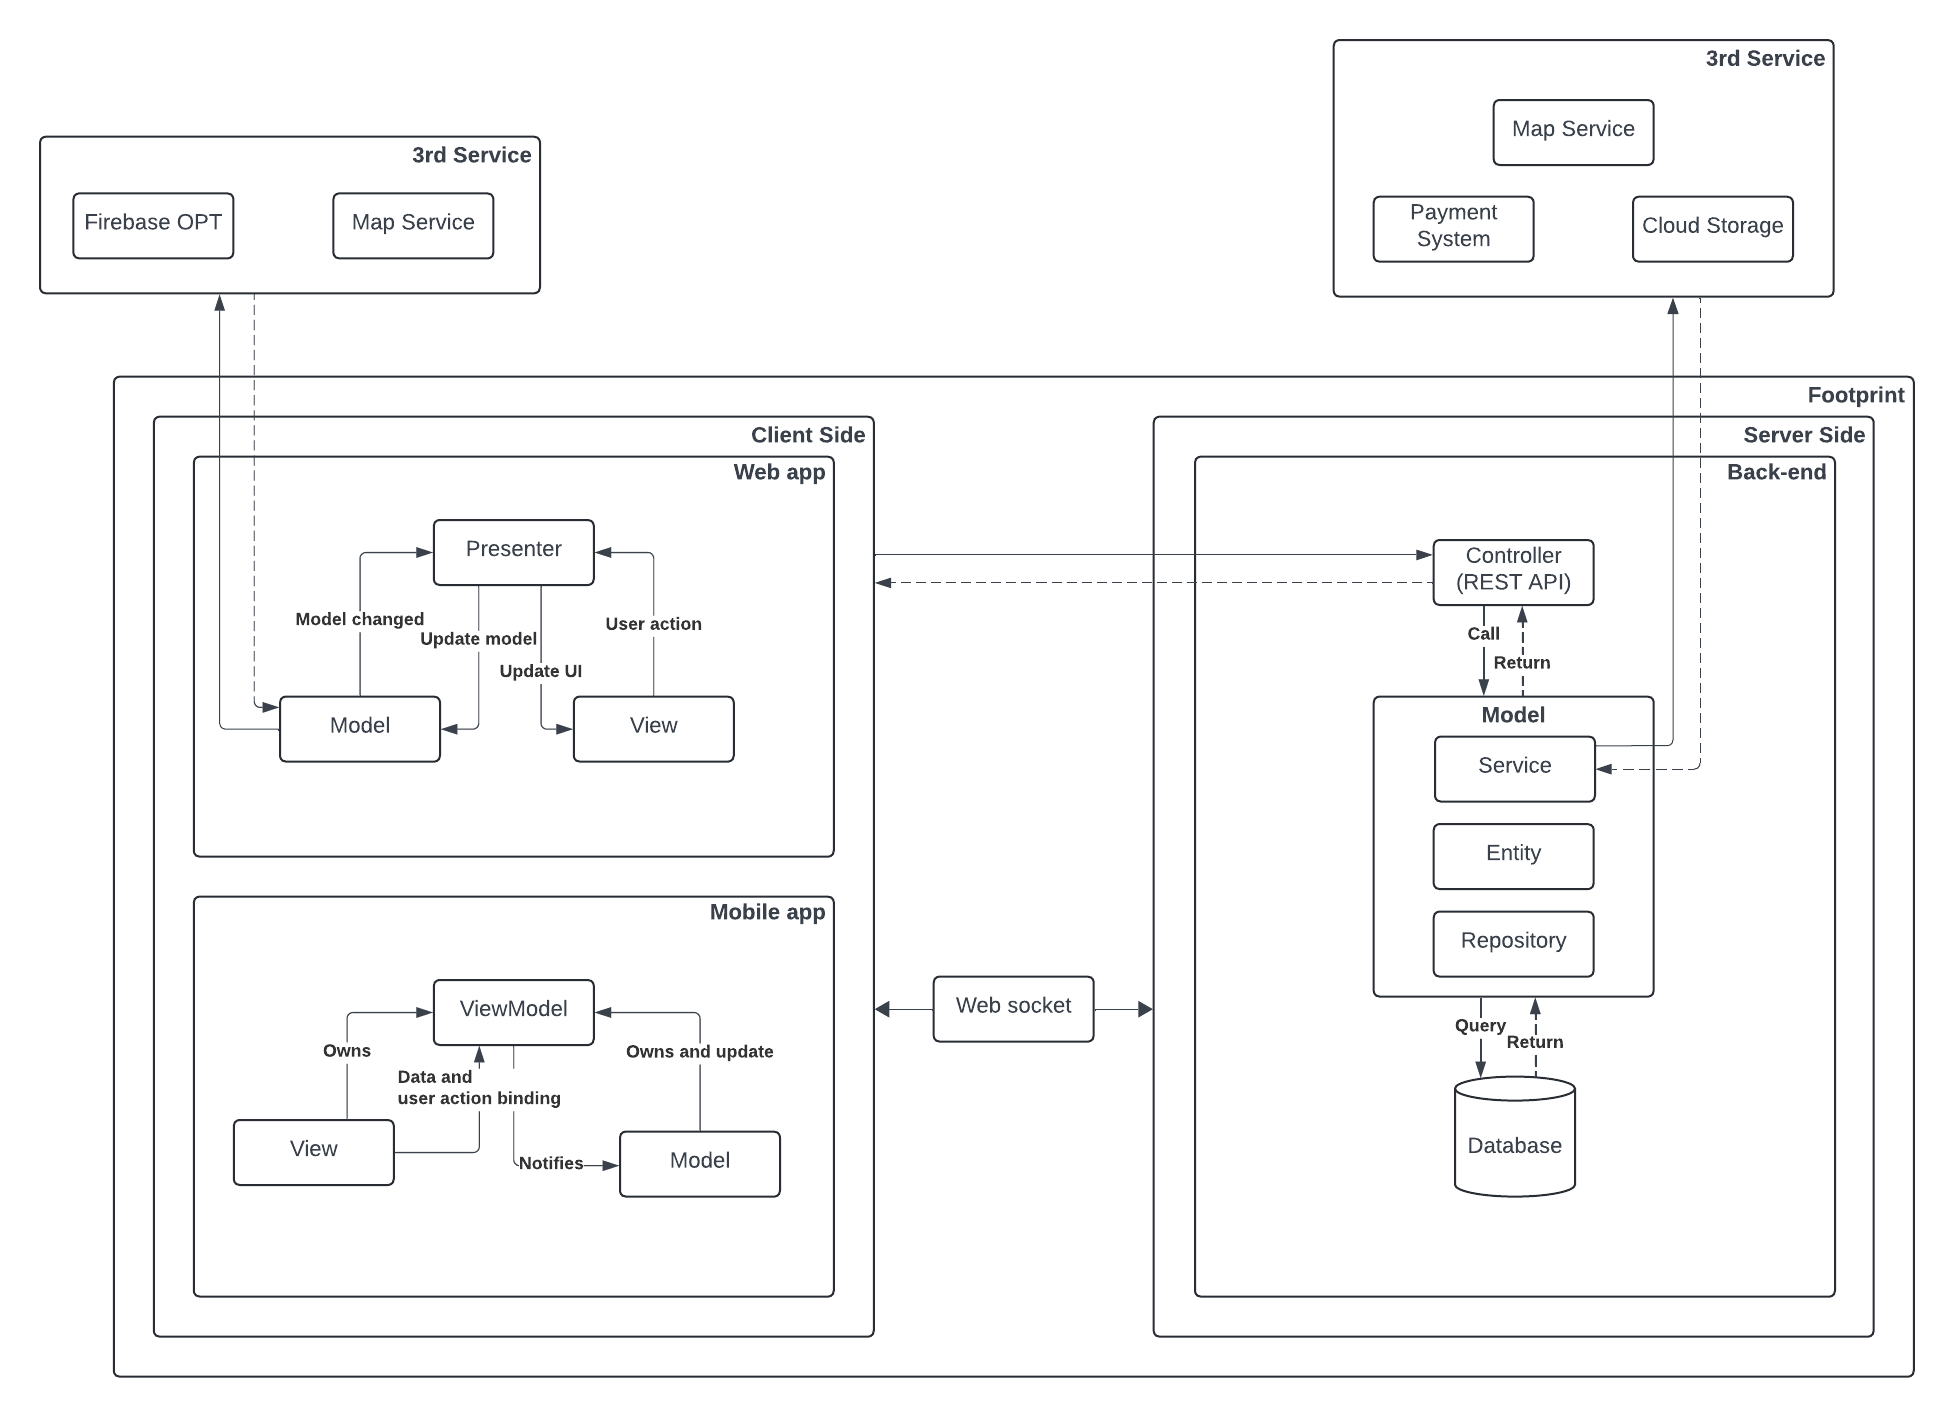 3rd Service
Map Service
Payment
System
Cloud Storage
3rd Service
Firebase OPT
Map Service
Footprint
Client Side
Web app
Presenter
Model changed
Update model
Update UI
User action
Model
View
Mobile app
ViewModel
Owns
Data and
user action binding
Owns and update
Notifies
View
Model
Web socket
Server Side
Back-end
Controller
(REST API)
Call
Return
Model
Service
Entity
Repository
Query
Return
Database